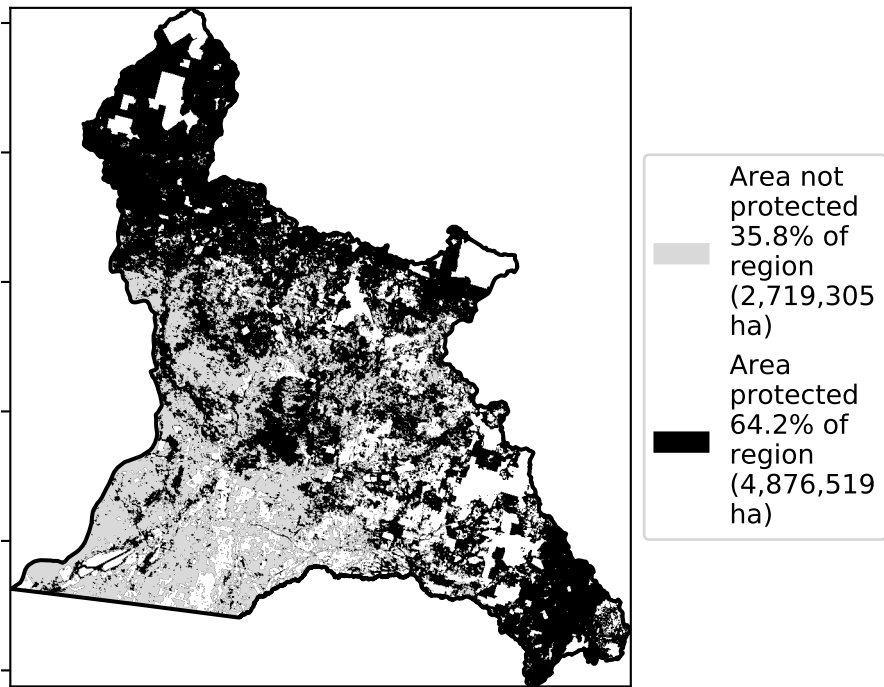 Area not
protected
35.8% of
region
(2,719,305
ha)
Area
protected
64.2% of
region
(4,876,519
ha)